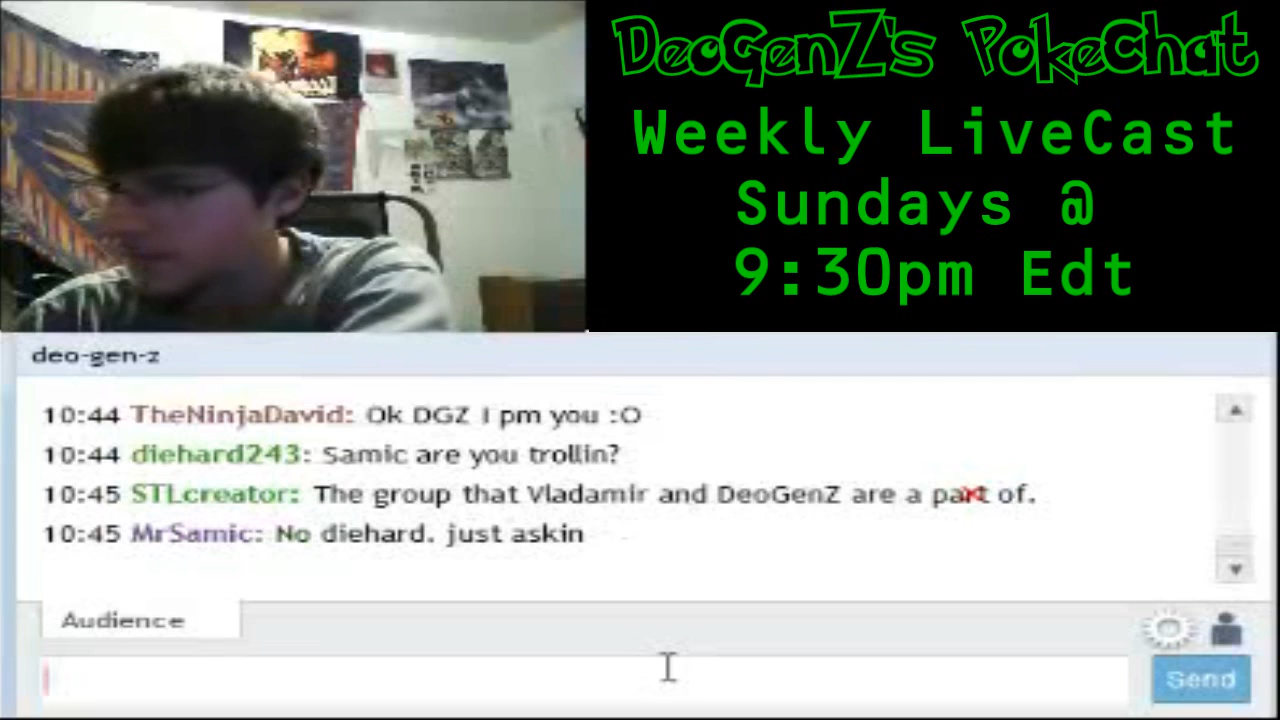 DeoGenZ's PokeChat
Weekly LiveCast
Sundays @
9:30pm Edt
deo-gen-z
10:44 TheNinjaDavid: Ok DGZ I pm you :O
10:44 diehard243: Samic are you trollin?
10:45 STLcreator: The group that Vladamir and DeoGenZ are a part of.
10:45 MrSamic: No diehard. just askin
Audience
Send